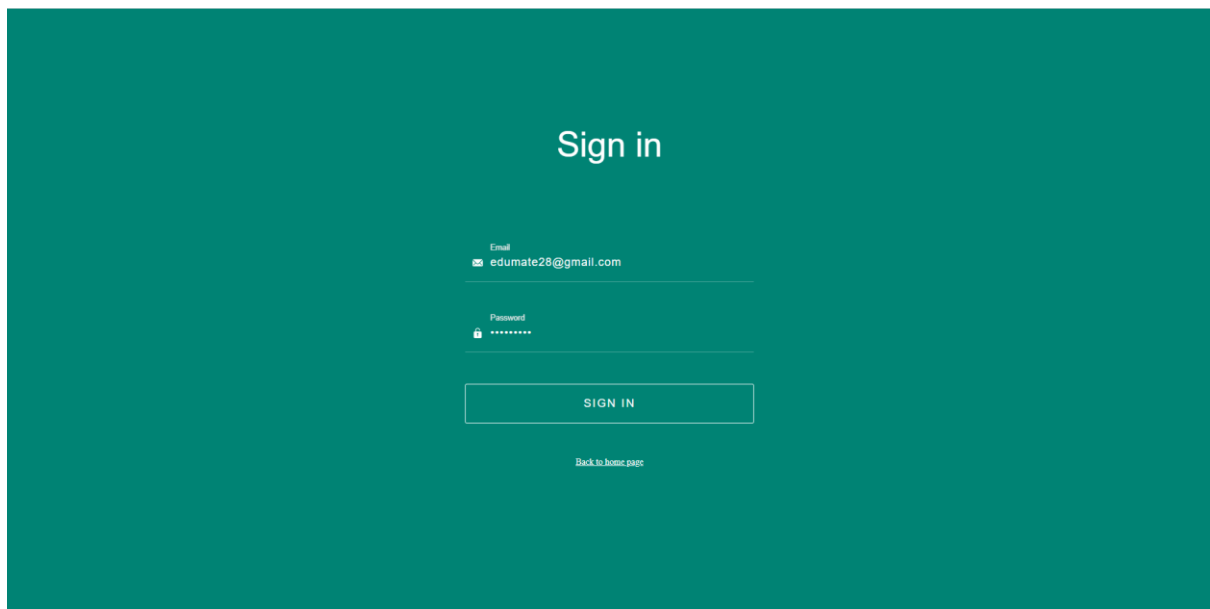 Sign in
Email
edumate28@gmail.com
Password
•••••••••
SIGN IN
Back to home page